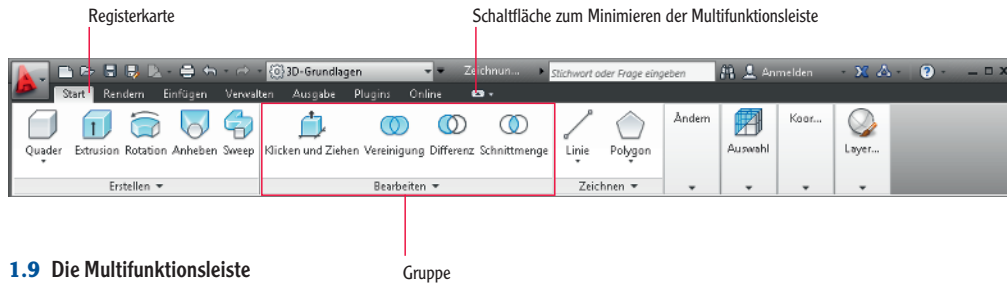 Registerkarte Schaltfläche zum Minimieren der Multifunktionsleiste
3D-Grundlagen Zeichnun... Stichwort oder Frage eingeben Anmelden
Start Rendern Einfügen Verwalten Ausgabe Plugins Online
Quader Extrusion Rotation Anheben Sweep Klicken und Ziehen Vereinigung Differenz Schnittmenge Linie Polygon Ändern Auswahl Koor... Layer...
Erstellen Bearbeiten Zeichnen
1.9 Die Multifunktionsleiste Gruppe